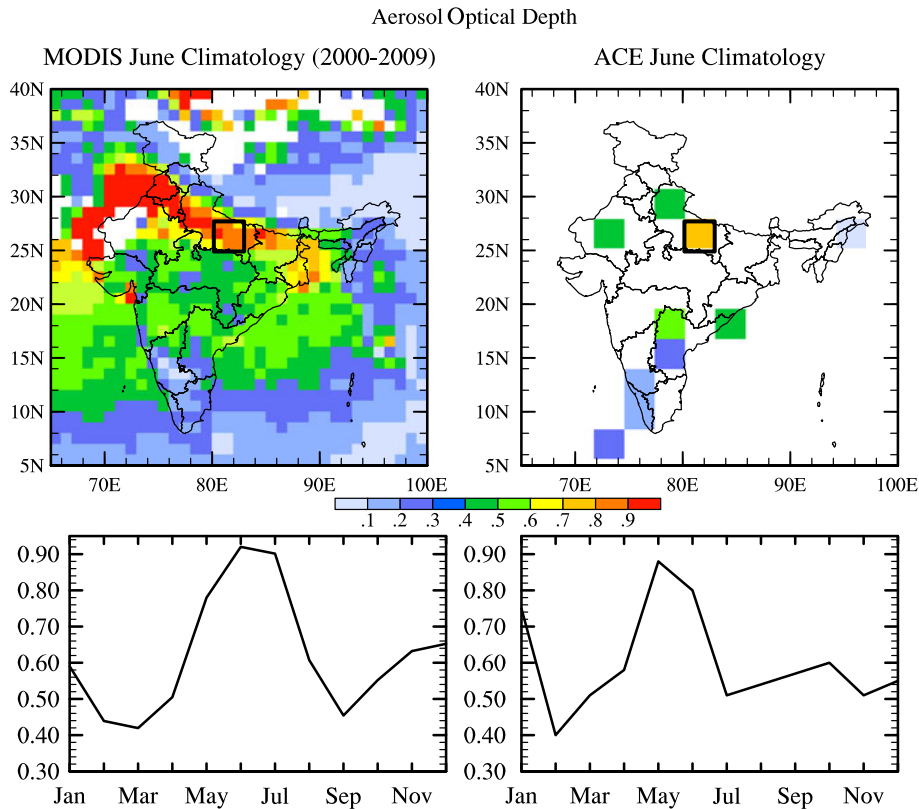 Aerosol Optical Depth
MODIS June Climatology (2000-2009)
ACE June Climatology
40N
35N
30N
25N
20N
15N
10N
5N
70E 80E 90E 100E
40N
35N
30N
25N
20N
15N
10N
5N
70E 80E 90E 100E
.1 .2 .3 .4 .5 .6 .7 .8 .9
0.90
0.80
0.70
0.60
0.50
0.40
0.30
Jan Mar May Jul Sep Nov
0.90
0.80
0.70
0.60
0.50
0.40
0.30
Jan Mar May Jul Sep Nov